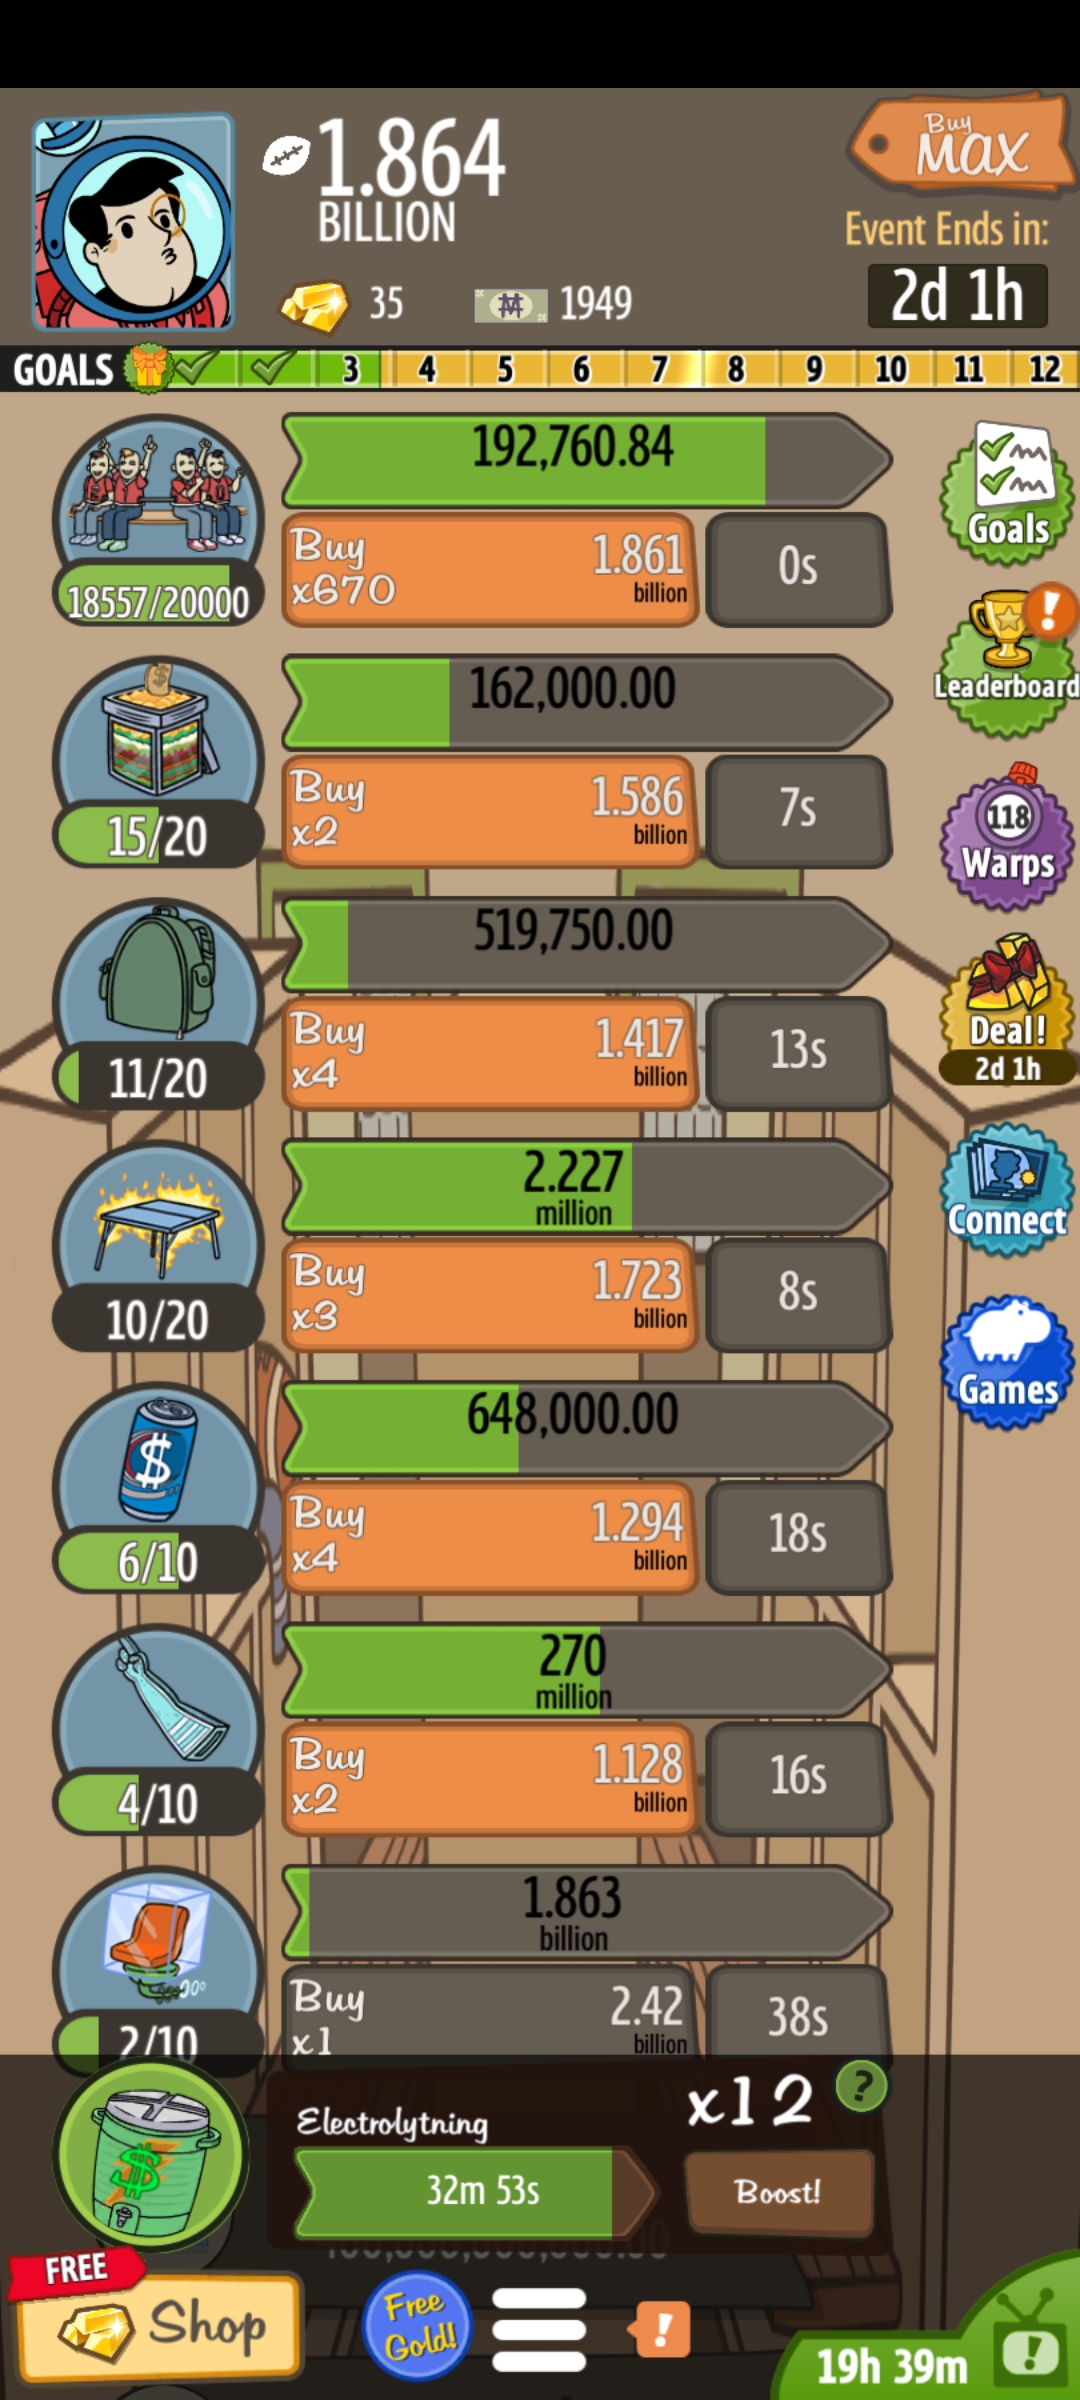 1.864
BILLION
Buy
MAX
Event Ends in:
2d 1h
35
1949
GOALS 3 4 5 6 7 8 9 10 11 12
192,760.84
Buy
x670
1.861
billion
0s
18557/20000
162,000.00
Buy
x2
1.586
billion
7s
15/20
519,750.00
Buy
x4
1.417
billion
13s
11/20
2.227
million
Buy
x3
1.723
billion
8s
10/20
648,000.00
Buy
x4
1.294
billion
18s
6/10
270
million
Buy
x2
1.128
billion
16s
4/10
1.863
billion
Buy
x1
2.42
billion
38s
2/10
Goals
Leaderboard
118
Warps
Deal!
2d 1h
Connect
Games
Electrolytning
x12
?
32m 53s
Boost!
FREE
Shop
Free
Gold!
!
19h 39m